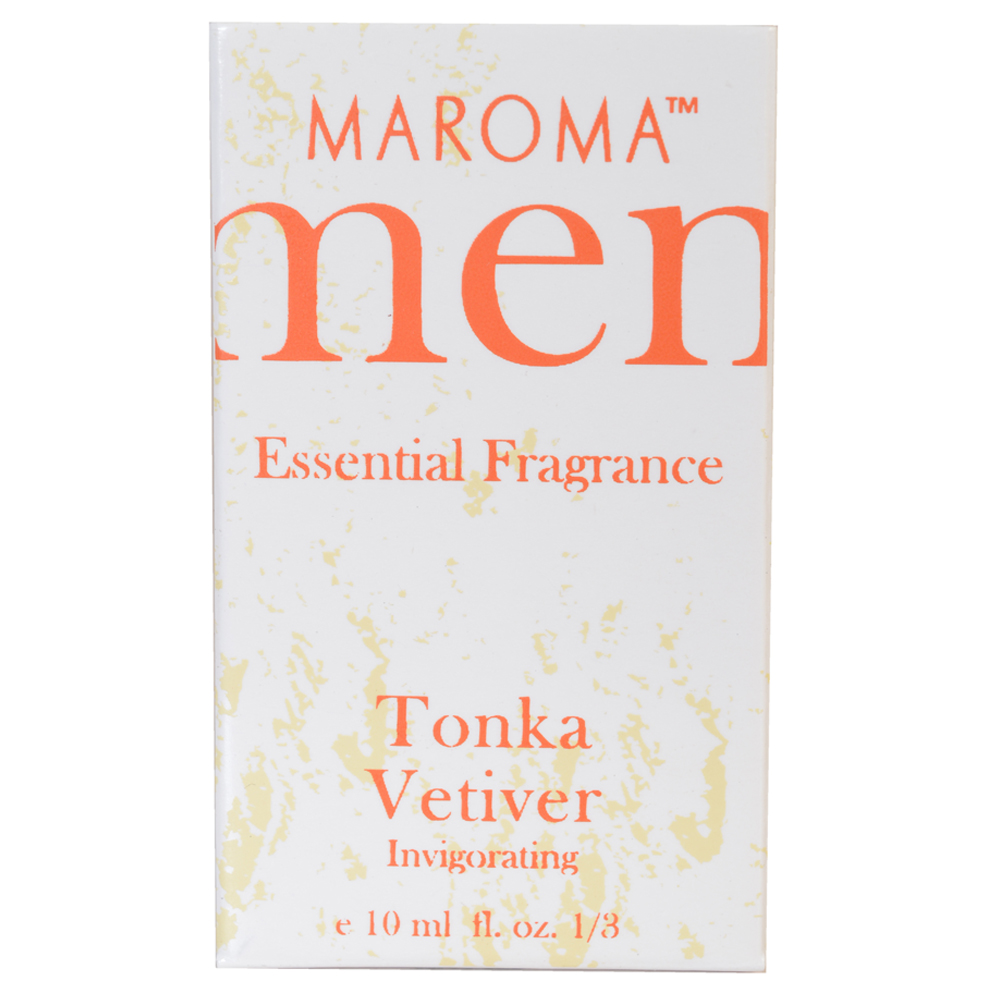 MAROMA™
men
Essential Fragrance
Tonka
Vetiver
Invigorating
e 10 ml fl. oz. 1/3